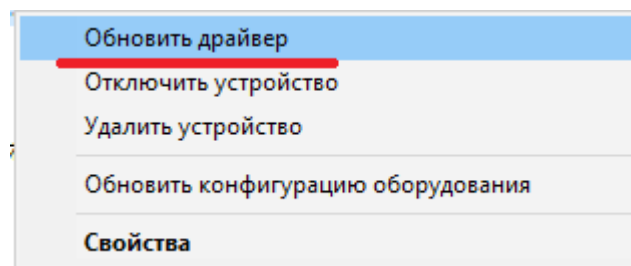 Обновить драйвер
Отключить устройство
Удалить устройство
Обновить конфигурацию оборудования
Свойства